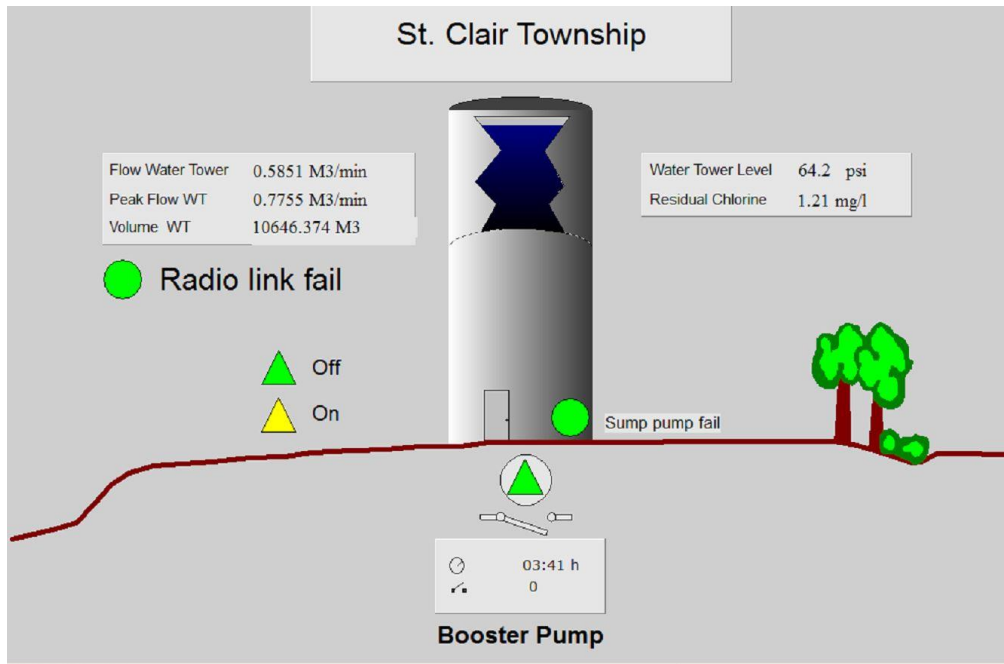 St. Clair Township
Flow Water Tower 0.5851 M3/min
Peak Flow WT 0.7755 M3/min
Volume WT 10646.374 M3
Water Tower Level 64.2 psi
Residual Chlorine 1.21 mg/l
Radio link fail
Off
On
Sump pump fail
03:41 h
0
Booster Pump